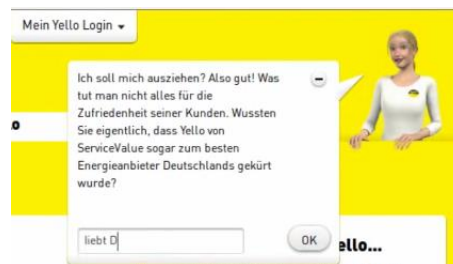 Mein Yello Login
Ich soll mich ausziehen? Also gut! Was
tut man nicht alles für die
Zufriedenheit seiner Kunden. Wussten
Sie eigentlich, dass Yello von
ServiceValue sogar zum besten
Energieanbieter Deutschlands gekürt
wurde?
o
liebt D
OK
ello...